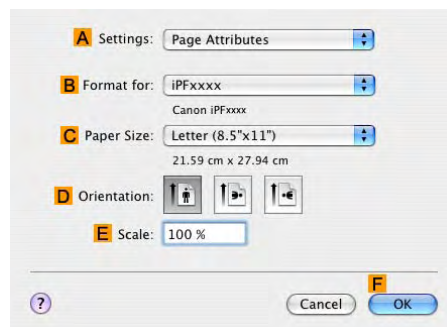 A Settings: Page Attributes
B Format for: iPFxxxx
Canon iPFxxxx
C Paper Size: Letter (8.5"x11")
21.59 cm x 27.94 cm
D Orientation:
E Scale: 100 %
F
? Cancel OK